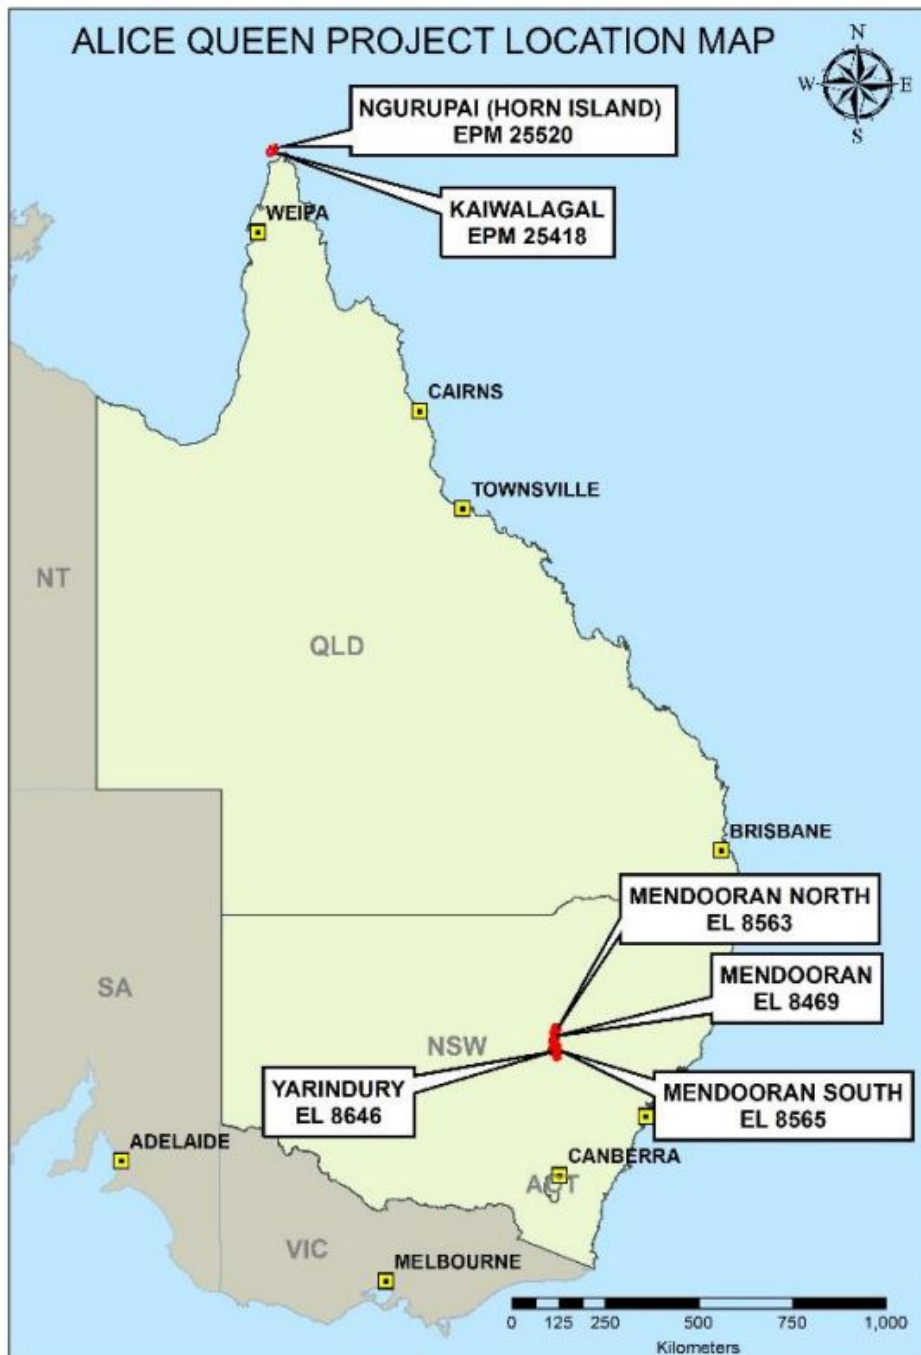 ALICE QUEEN PROJECT LOCATION MAP
N
W
E
S
NGURUPAI (HORN ISLAND)
EPM 25520
KAIWALAGAL
EPM 25418
WEIPA
CAIRNS
TOWNSVILLE
NT
QLD
BRISBANE
MENDOORAN NORTH
EL 8563
MENDOORAN
EL 8469
SA
NSW
YARINDURY
EL 8646
MENDOORAN SOUTH
EL 8565
ADELAIDE
CANBERRA
ACT
VIC
MELBOURNE
0 125 250 500 750 1,000
Kilometers